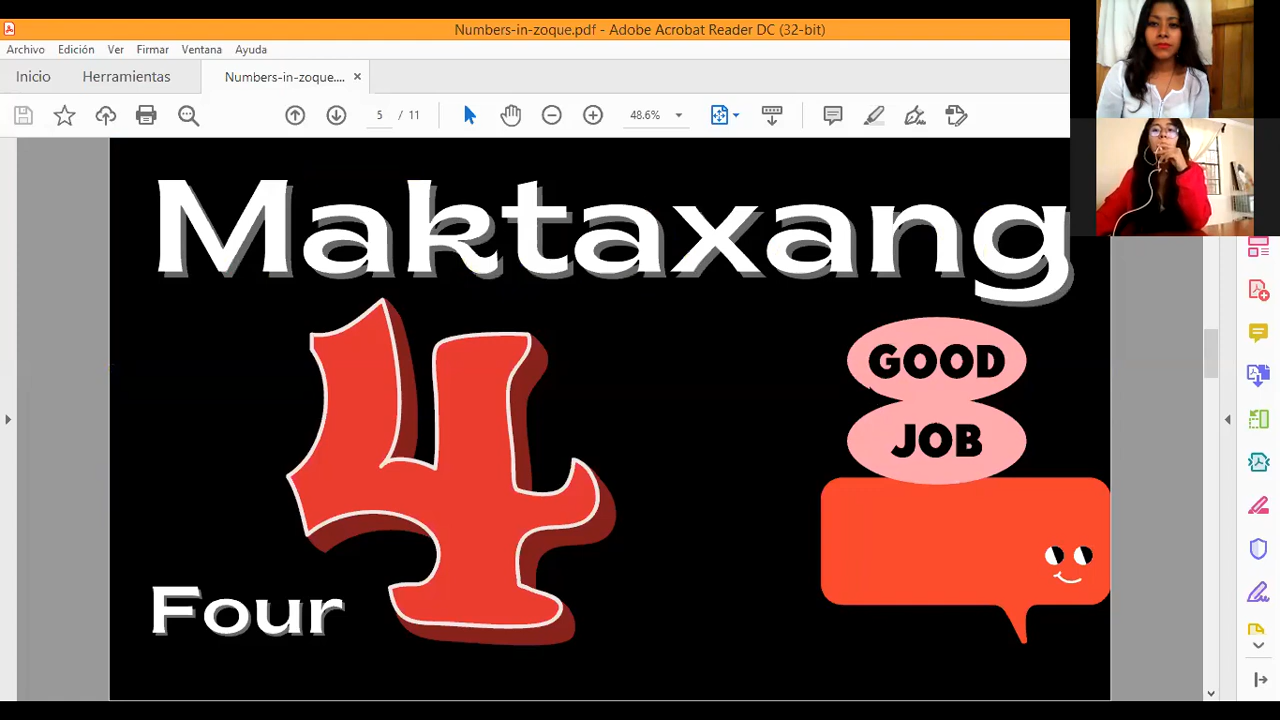 Numbers-in-zoque.pdf - Adobe Acrobat Reader DC (32-bit)
Archivo Edición Ver Firmar Ventana Ayuda
Inicio Herramientas Numbers-in-zoque.... ×
5 / 11 48.6%
Maktaxang
4
GOOD
JOB
Four